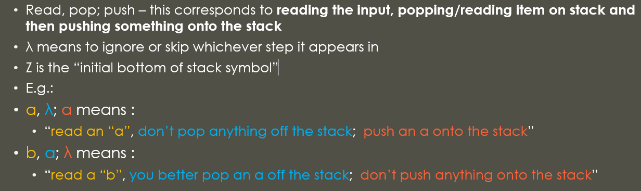 • Read, pop; push – this corresponds to reading the input, popping/reading item on stack and
then pushing something onto the stack
• λ means to ignore or skip whichever step it appears in
• Z is the “initial bottom of stack symbol”
• E.g.:
• a, λ; a means :
• “read an “a”, don’t pop anything off the stack; push an a onto the stack”
• b, a; λ means :
• “read a “b”, you better pop an a off the stack; don’t push anything onto the stack”